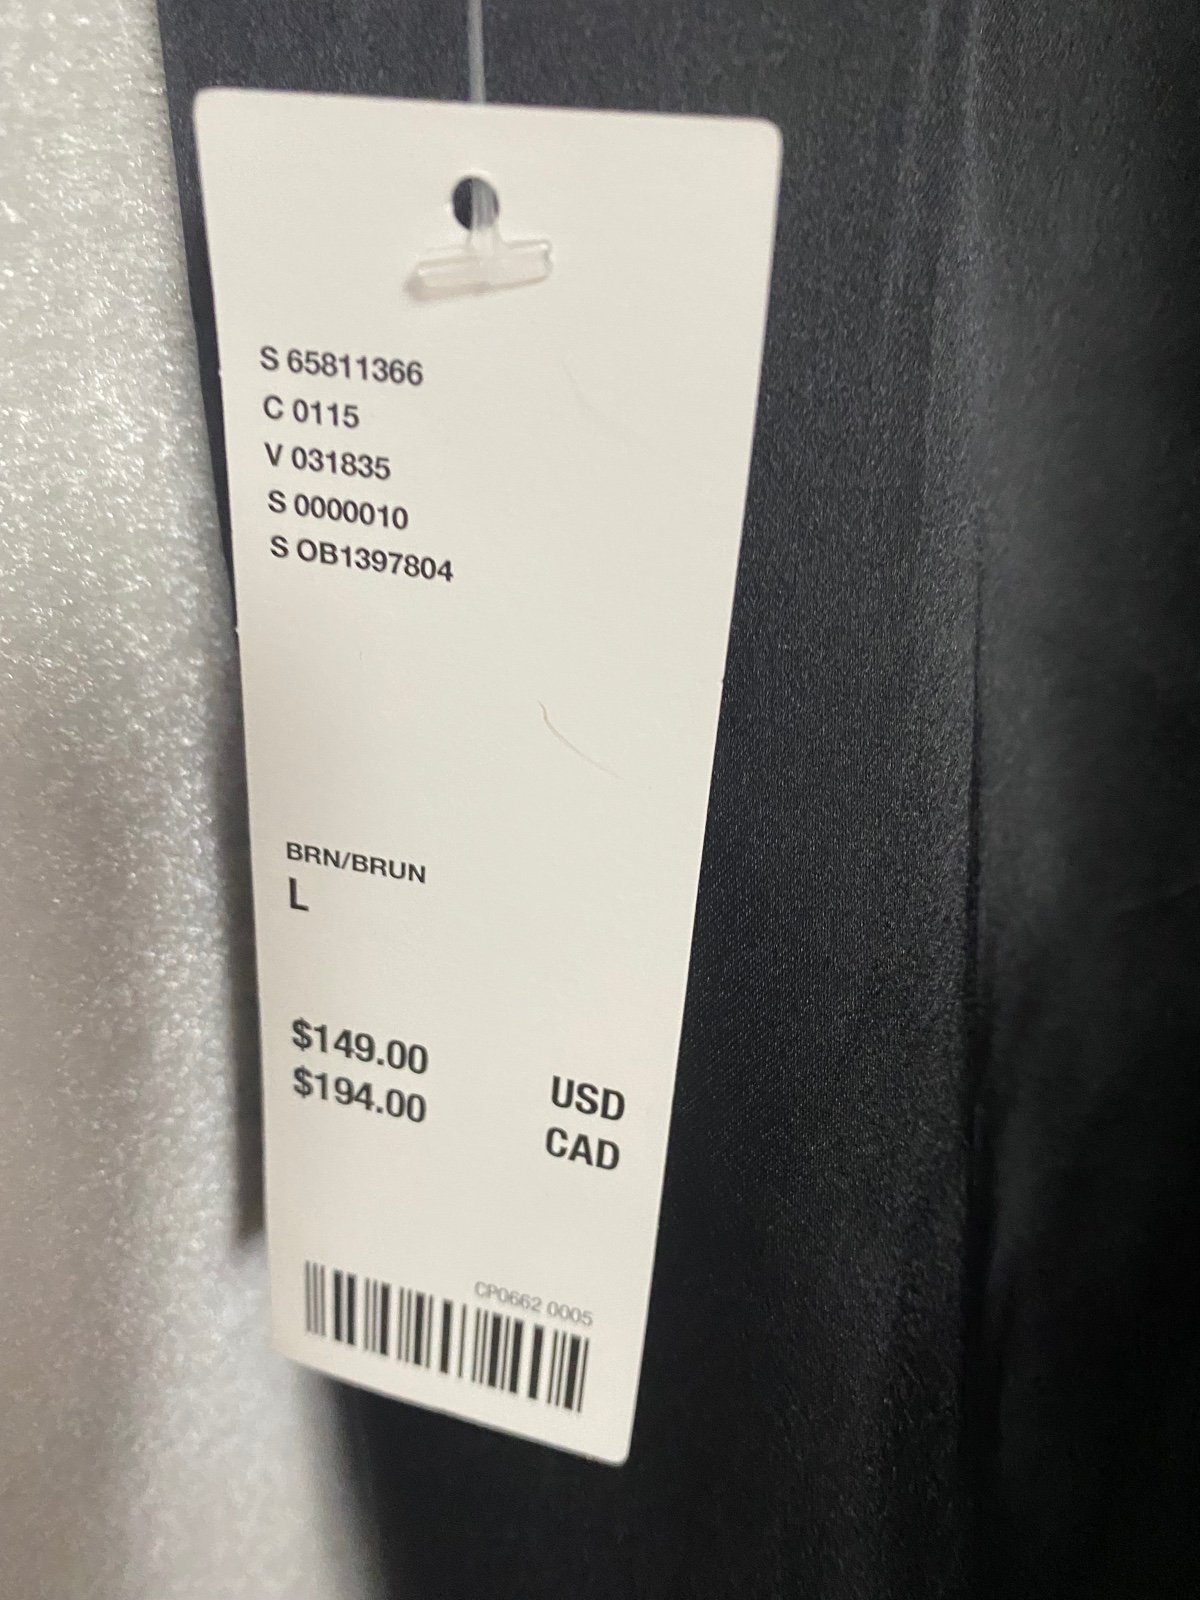 S 65811366
C 0115
V 031835
S 0000010
S OB1397804
BRN/BRUN
L
$149.00 USD
$194.00 CAD
CP0662 0005